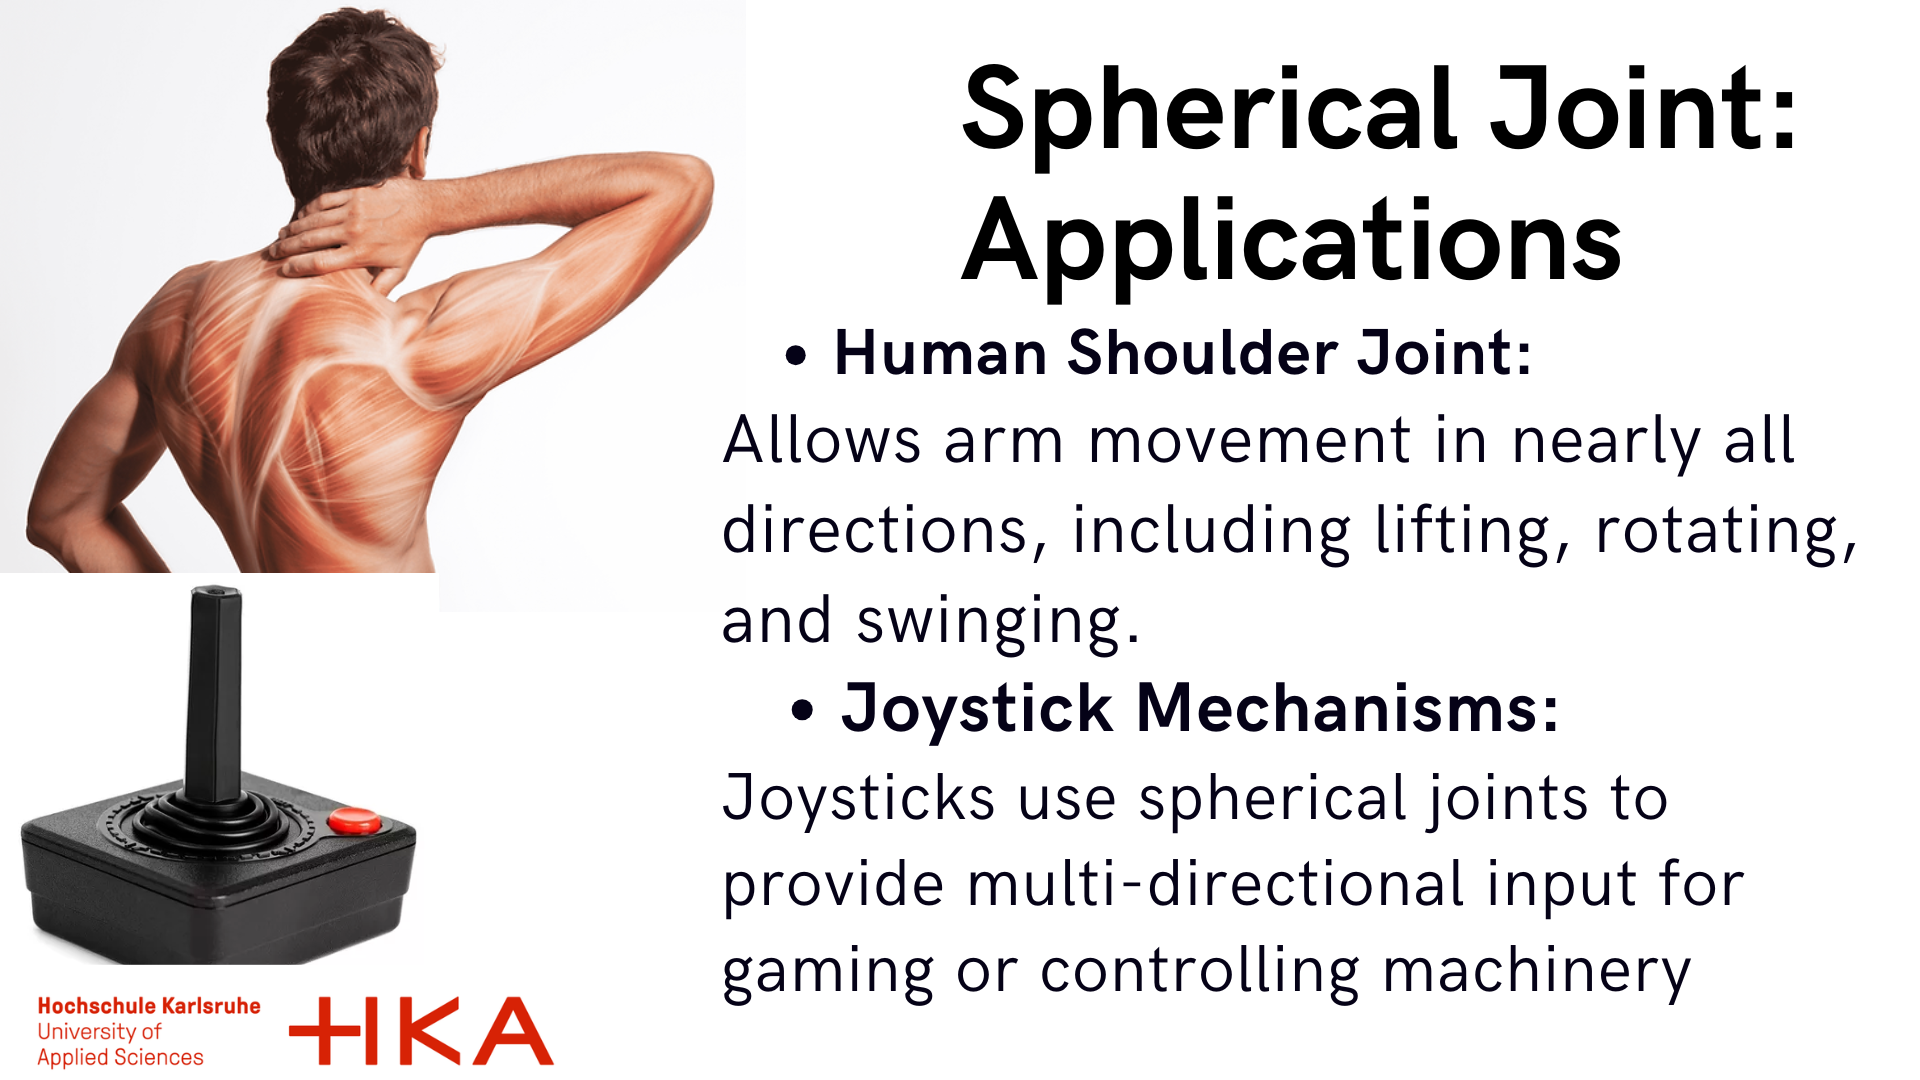 Spherical Joint:
Applications
• Human Shoulder Joint:
Allows arm movement in nearly all
directions, including lifting, rotating,
and swinging.
• Joystick Mechanisms:
Joysticks use spherical joints to
provide multi-directional input for
gaming or controlling machinery
Hochschule Karlsruhe
University of
Applied Sciences
HKA